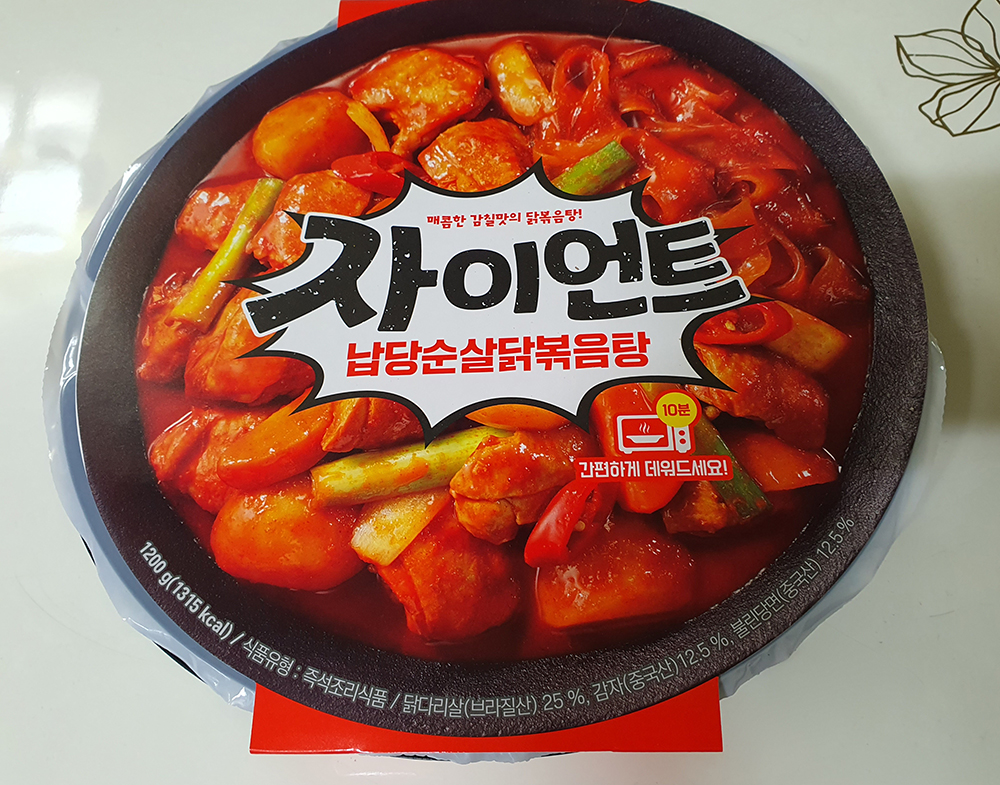 매콤한 감칠맛의 닭볶음탕!
자이언트
납당순살닭볶음탕
10분
간편하게 데워드세요!
1200 g(1315 kcal) / 식품유형 : 즉석조리식품 / 닭다리살(브라질산) 25 %, 감자(중국산) 12.5 %, 불린당면(중국산) 12.5 %